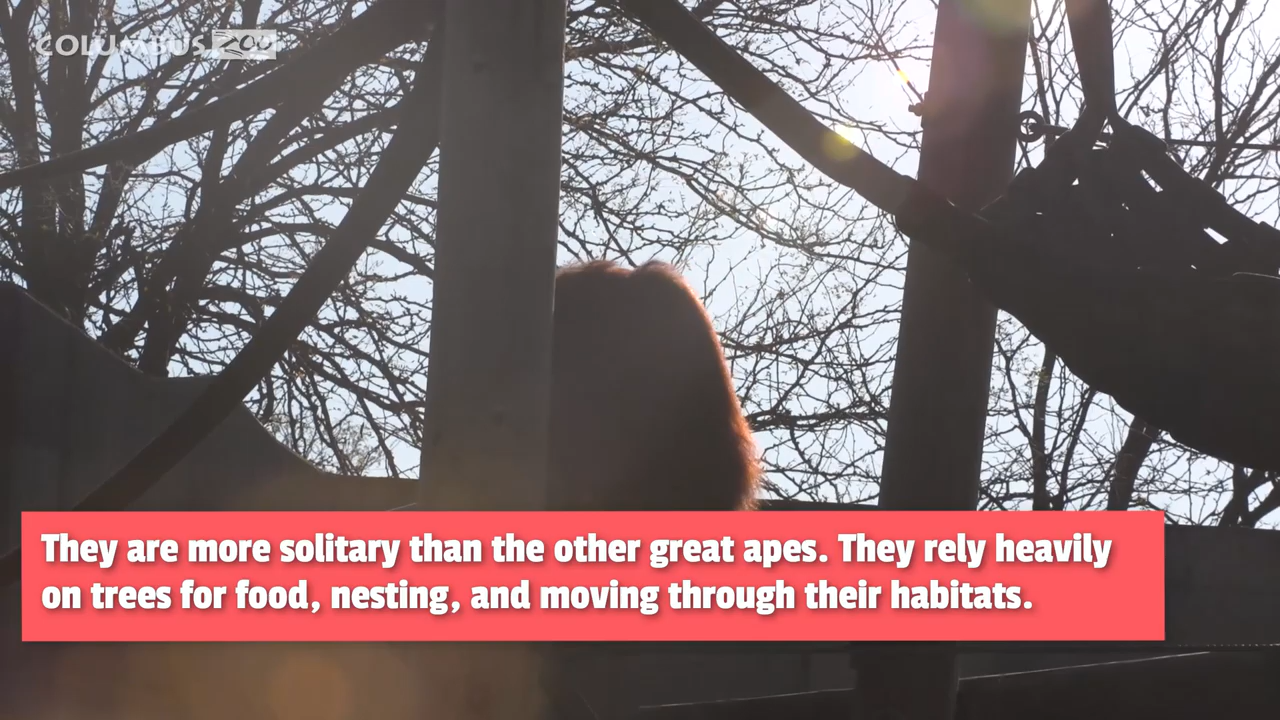 COLUMBUS ZOO
They are more solitary than the other great apes. They rely heavily
on trees for food, nesting, and moving through their habitats.